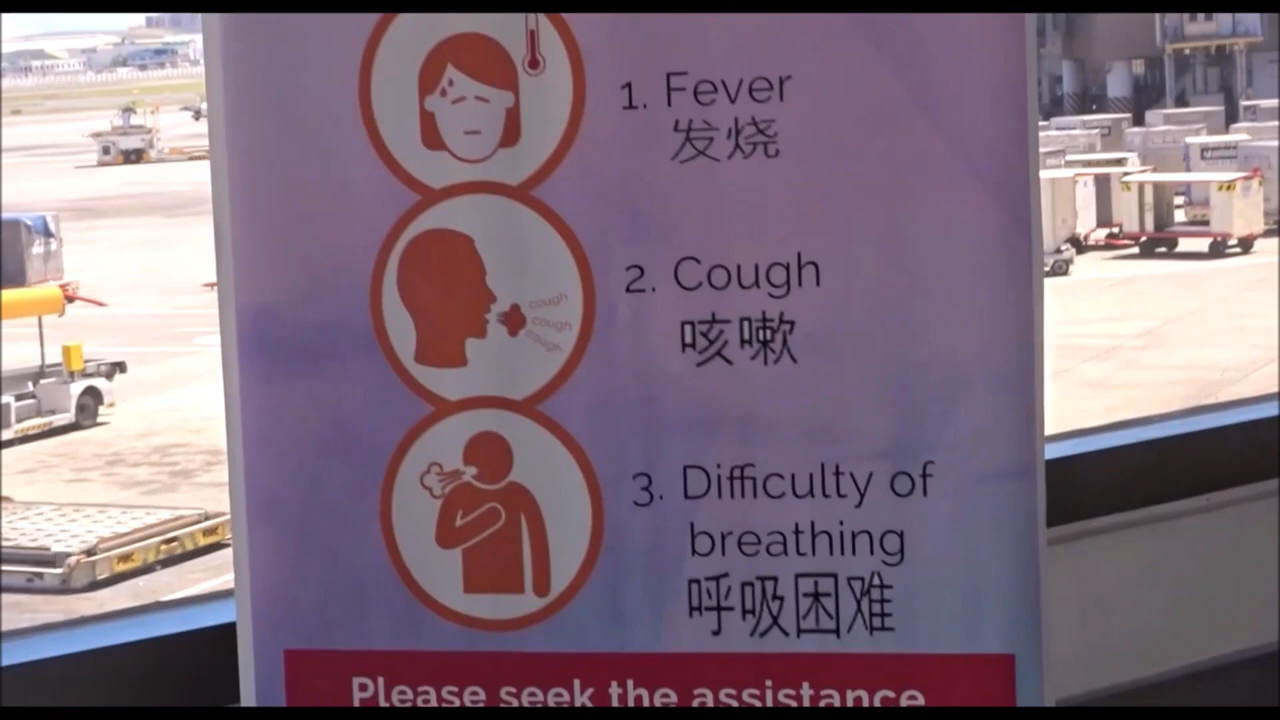 1. Fever
发烧
cough
cough
cough
2. Cough
咳嗽
3. Difficulty of
breathing
呼吸困难
Please seek the assistance